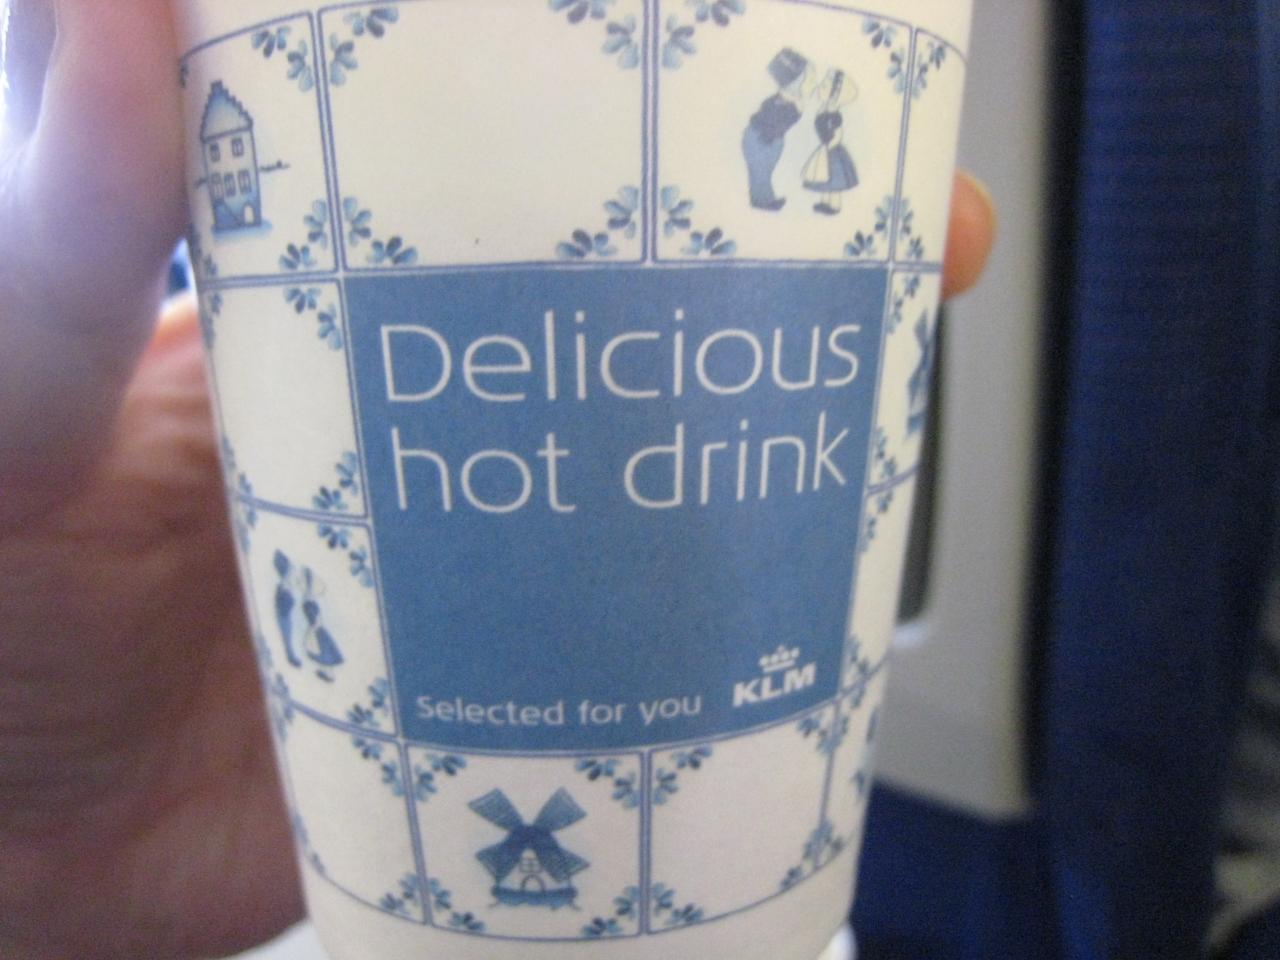 Delicious
hot drink
Selected for you
KLM